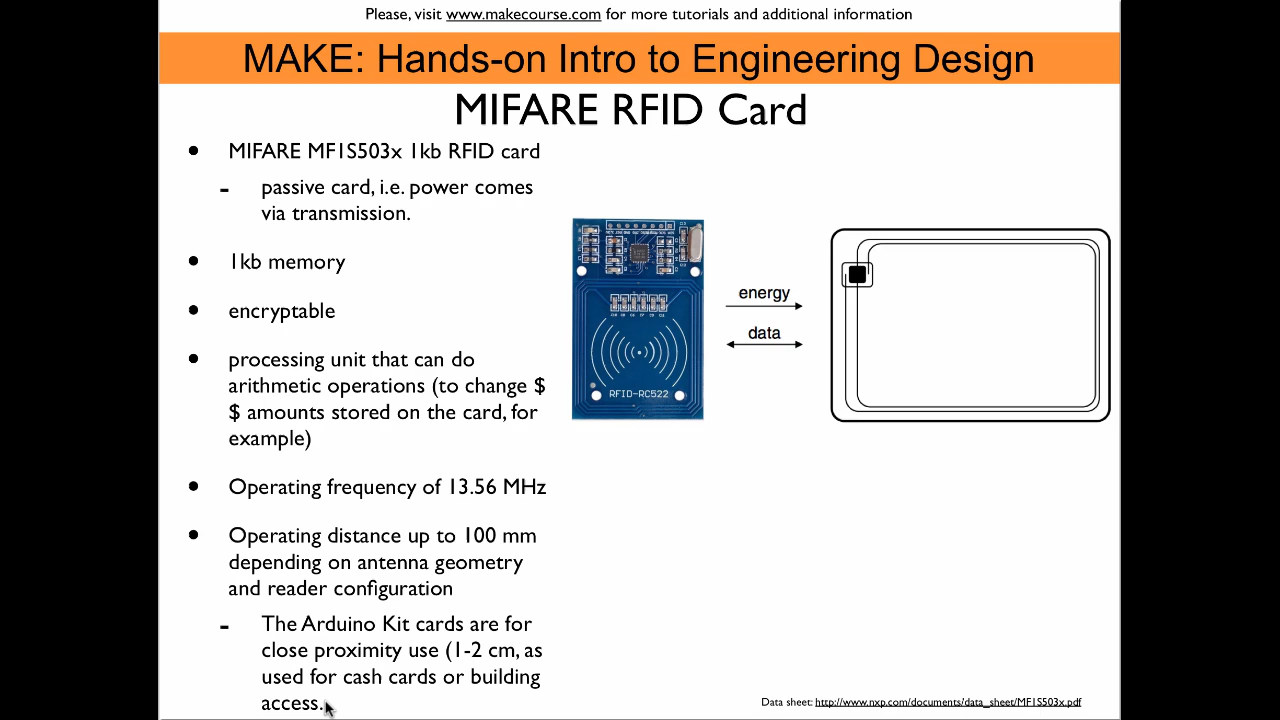 Please, visit www.makecourse.com for more tutorials and additional information
MAKE: Hands-on Intro to Engineering Design
MIFARE RFID Card
• MIFARE MF1S503x 1kb RFID card
- passive card, i.e. power comes
via transmission.
• 1kb memory
• encryptable
• processing unit that can do
arithmetic operations (to change $
$ amounts stored on the card, for
example)
• Operating frequency of 13.56 MHz
• Operating distance up to 100 mm
depending on antenna geometry
and reader configuration
- The Arduino Kit cards are for
close proximity use (1-2 cm, as
used for cash cards or building
access.
RFID-RC522
energy
data
Data sheet: http://www.nxp.com/documents/data_sheet/MF1S503x.pdf